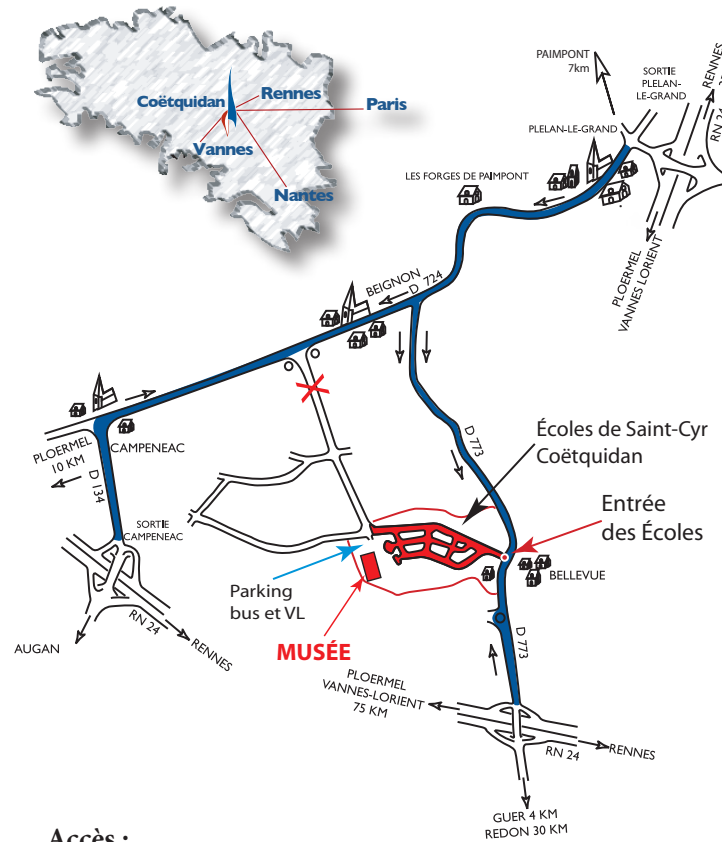 Coëtquidan
Rennes
Paris
Vannes
Nantes
PAIMPONT
7km
SORTIE
PLELAN-
LE-GRAND
RENNES
RN 24
PLELAN-LE-GRAND
LES FORGES DE PAIMPONT
PLOERMEL
VANNES LORIENT
BEIGNON
D 724
PLOERMEL
10 KM
CAMPENEAC
D 134
SORTIE
CAMPENEAC
D 773
Écoles de Saint-Cyr
Coëtquidan
Entrée
des Écoles
BELLEVUE
Parking
bus et VL
MUSÉE
AUGAN
RN 24
RENNES
D 773
PLOERMEL
VANNES-LORIENT
75 KM
RN 24
RENNES
GUER 4 KM
REDON 30 KM
Accès :